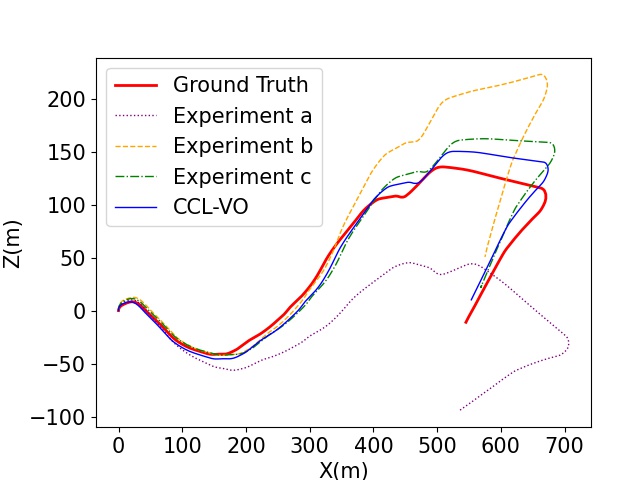 Ground Truth
Experiment a
Experiment b
Experiment c
CCL-VO
200
150
100
50
0
−50
−100
Z(m)
0 100 200 300 400 500 600 700
X(m)